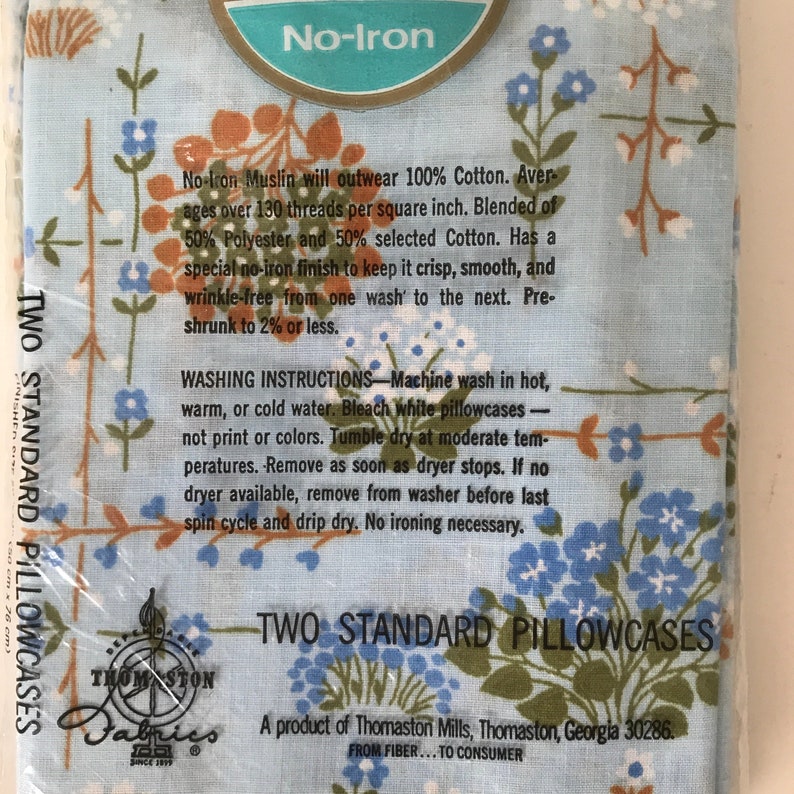 No-Iron
No-Iron Muslin will outwear 100% Cotton. Aver-
ages over 130 threads per square inch. Blended of
50% Polyester and 50% selected Cotton. Has a
special no-iron finish to keep it crisp, smooth, and
wrinkle-free from one wash to the next. Pre-
shrunk to 2% or less.
WASHING INSTRUCTIONS—Machine wash in hot,
warm, or cold water. Bleach white pillowcases —
not print or colors. Tumble dry at moderate tem-
peratures. Remove as soon as dryer stops. If no
dryer available, remove from washer before last
spin cycle and drip dry. No ironing necessary.
TWO STANDARD PILLOWCASES
(50 cm x 76 cm)
TWO STANDARD PILLOWCASES
DEPENDABLE
THOMASTON
Fabrics ®
SINCE 1899
A product of Thomaston Mills, Thomaston, Georgia 30286.
FROM FIBER...TO CONSUMER